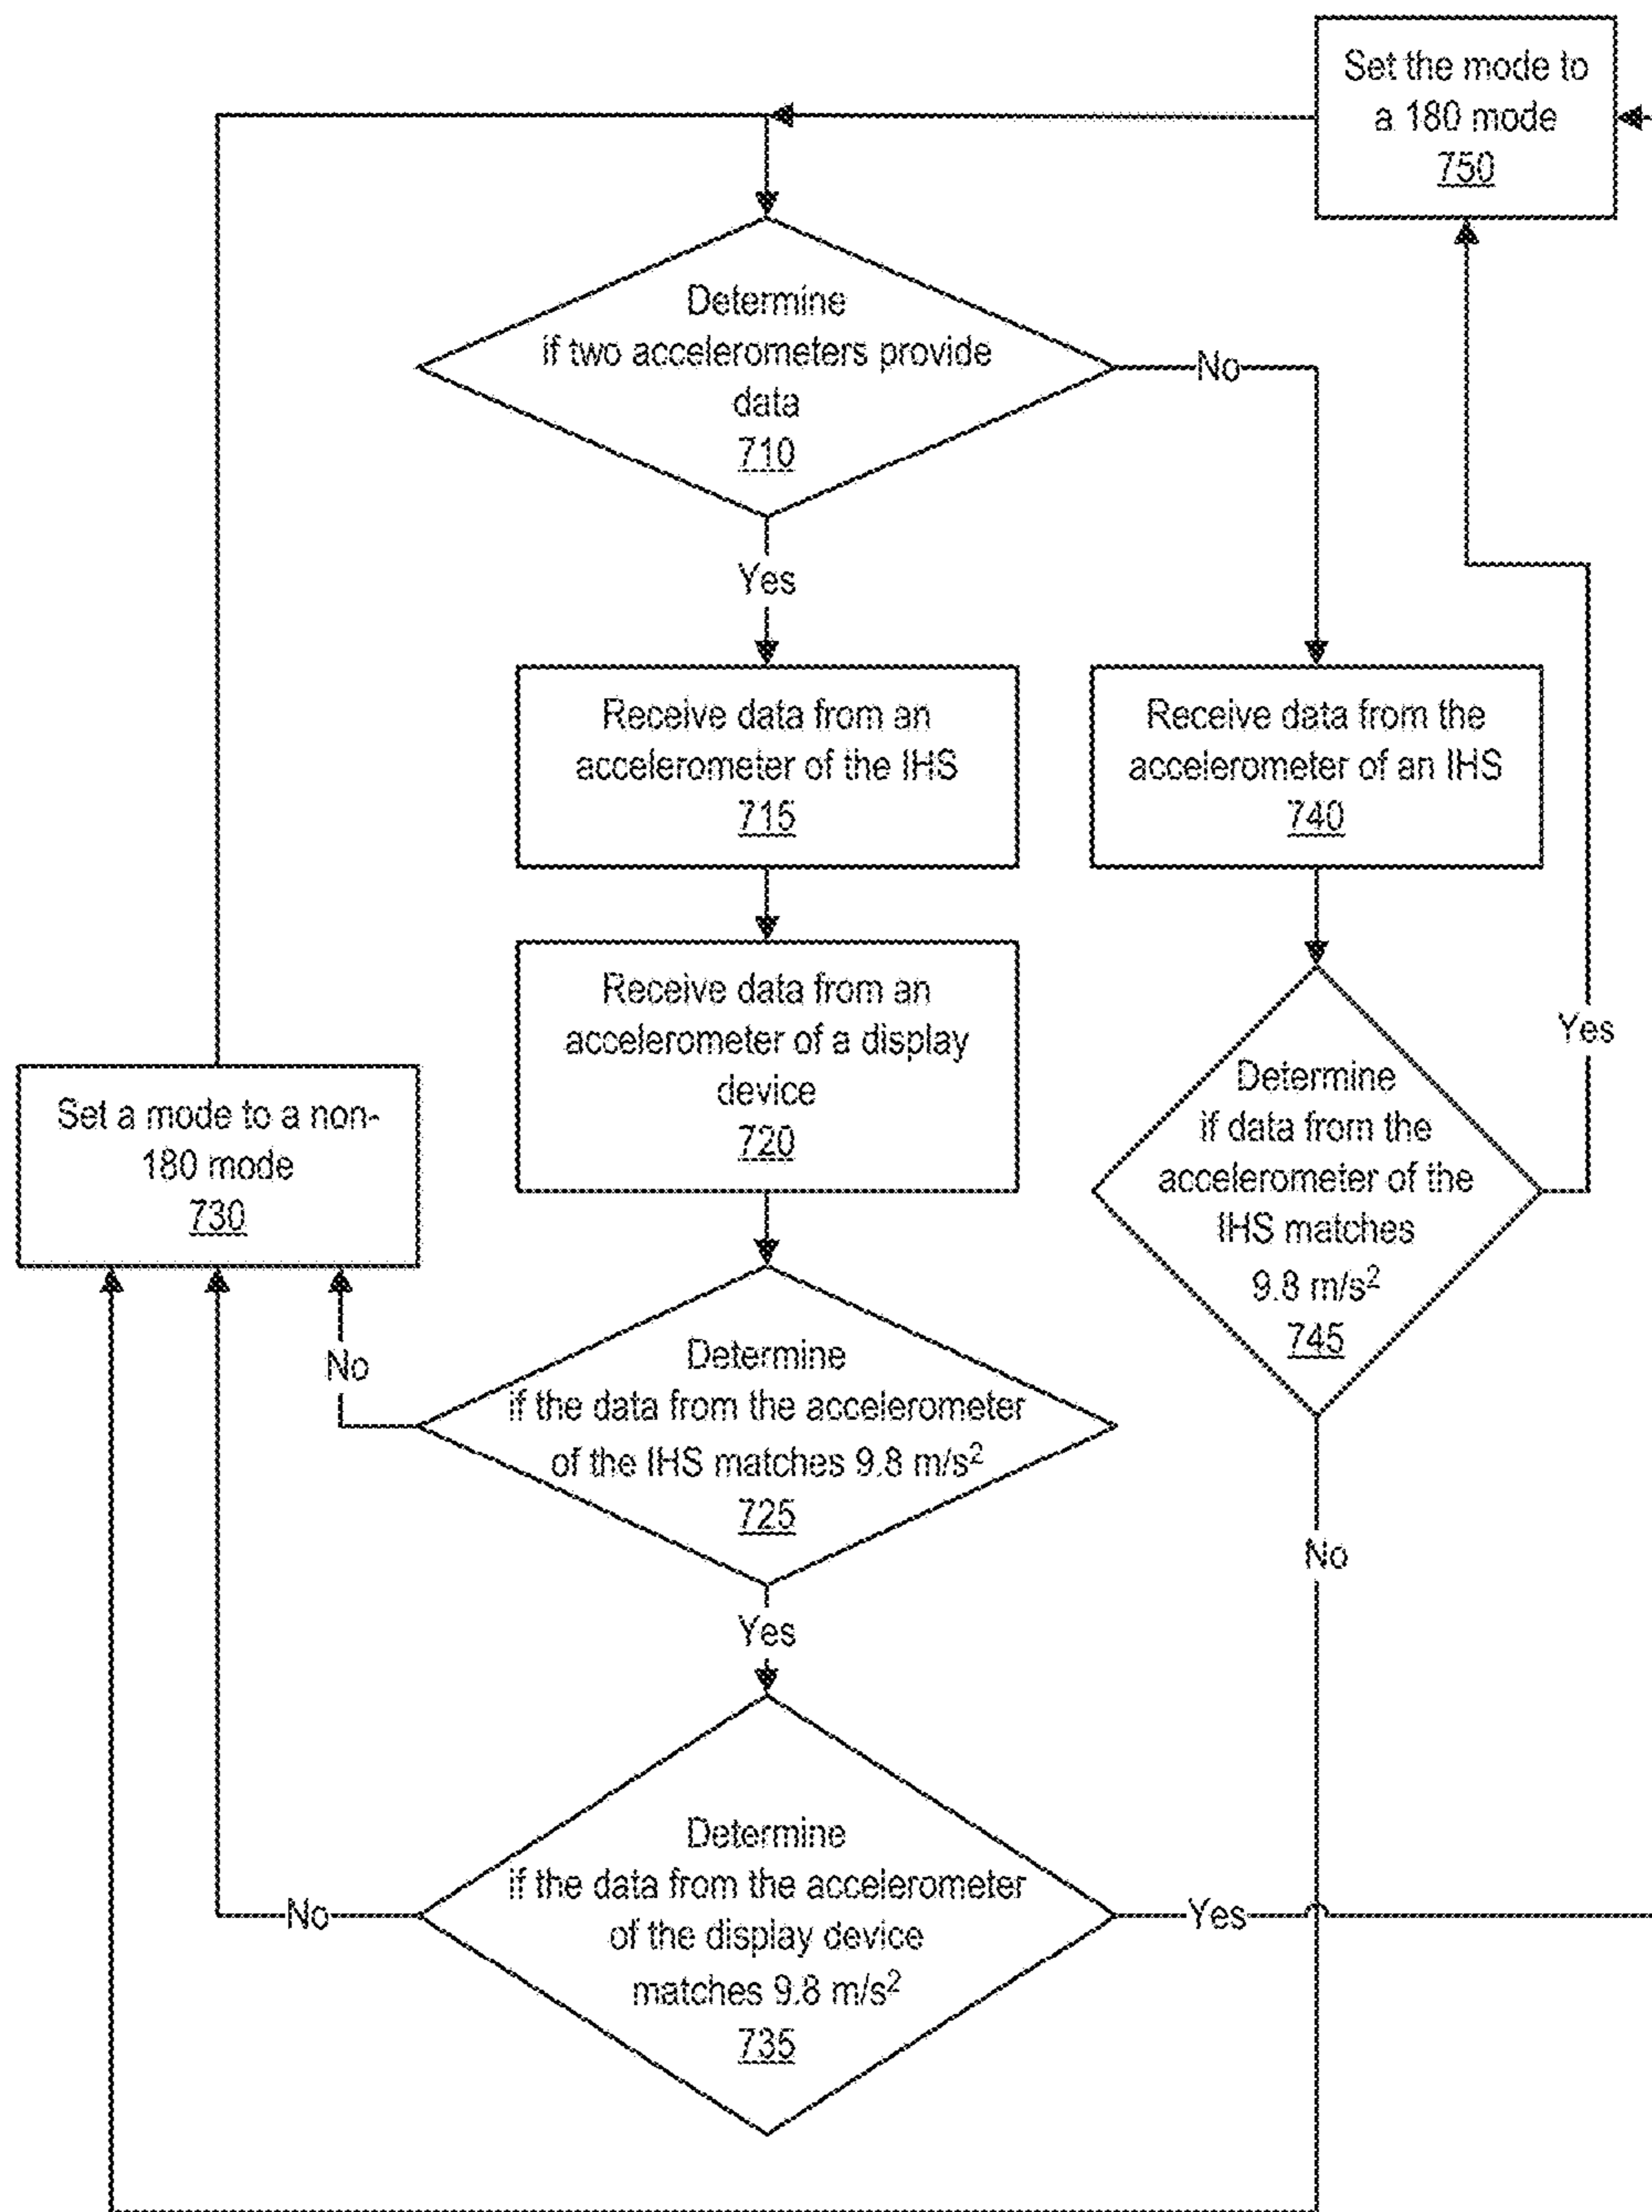 Set the mode to
a 180 mode
750
Determine
if two accelerometers provide
data
710
No
Yes
Receive data from an
accelerometer of the IHS
715
Receive data from the
accelerometer of an IHS
740
Receive data from an
accelerometer of a display
device
720
Yes
Set a mode to a non-
180 mode
730
Determine
if data from the
accelerometer of the
IHS matches
9.8 m/s²
745
No
Determine
if the data from the accelerometer
of the IHS matches 9.8 m/s²
725
No
Yes
Determine
if the data from the accelerometer
of the display device
matches 9.8 m/s²
735
No
Yes